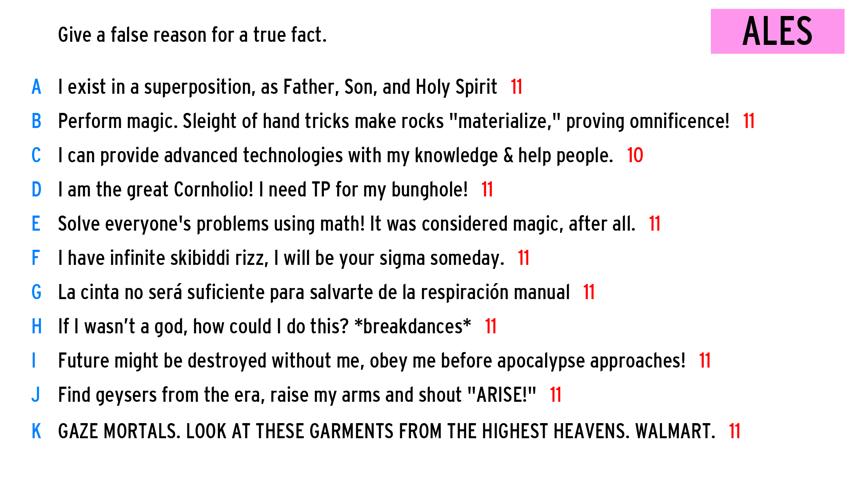 Give a false reason for a true fact.
ALES
A I exist in a superposition, as Father, Son, and Holy Spirit 11
B Perform magic. Sleight of hand tricks make rocks "materialize," proving omnificence! 11
C I can provide advanced technologies with my knowledge & help people. 10
D I am the great Cornholio! I need TP for my bunghole! 11
E Solve everyone's problems using math! It was considered magic, after all. 11
F I have infinite skibiddi rizz, I will be your sigma someday. 11
G La cinta no será suficiente para salvarte de la respiración manual 11
H If I wasn’t a god, how could I do this? *breakdances* 11
I Future might be destroyed without me, obey me before apocalypse approaches! 11
J Find geysers from the era, raise my arms and shout "ARISE!" 11
K GAZE MORTALS. LOOK AT THESE GARMENTS FROM THE HIGHEST HEAVENS. WALMART. 11